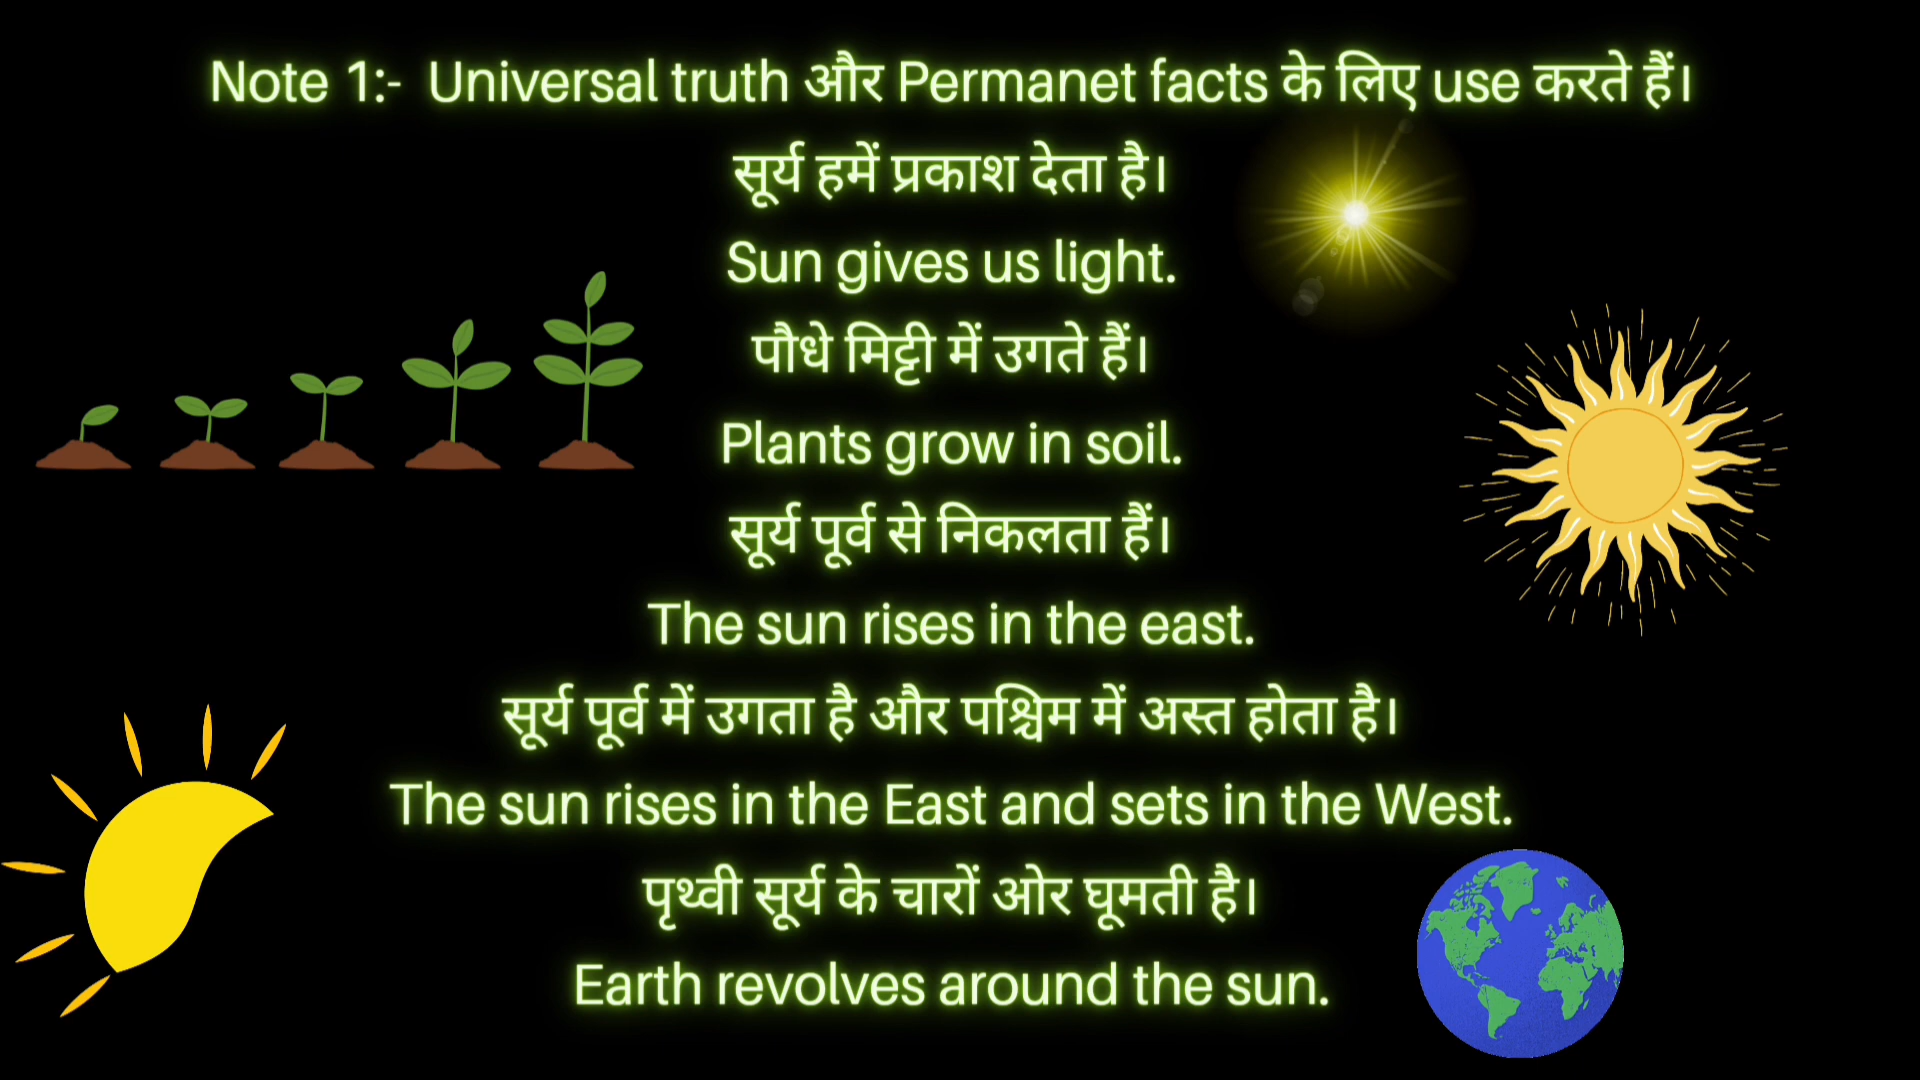 Note 1:- Universal truth और Permanet facts के लिए use करते हैं।
सूर्य हमें प्रकाश देता है।
Sun gives us light.
पौधे मिट्टी में उगते हैं।
Plants grow in soil.
सूर्य पूर्व से निकलता हैं।
The sun rises in the east.
सूर्य पूर्व में उगता है और पश्चिम में अस्त होता है।
The sun rises in the East and sets in the West.
पृथ्वी सूर्य के चारों ओर घूमती है।
Earth revolves around the sun.